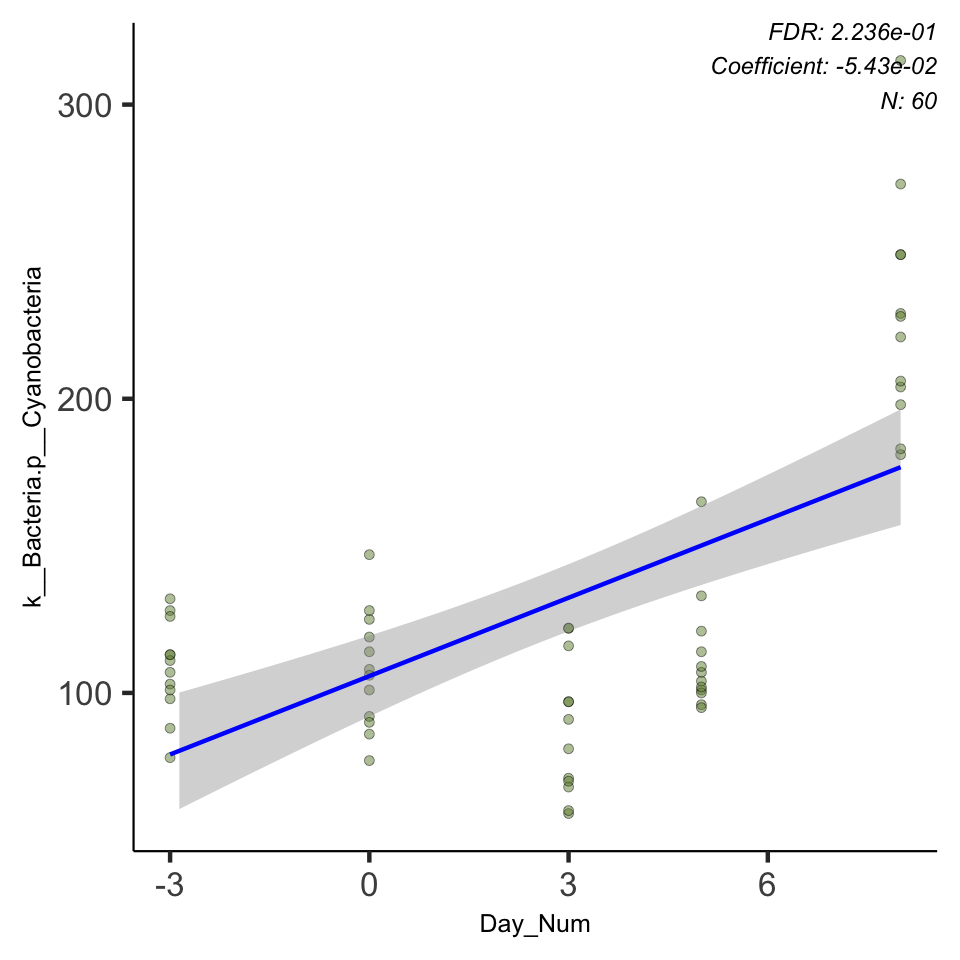 FDR: 2.236e-01
Coefficient: -5.43e-02
N: 60
300
200
100
k__Bacteria.p__Cyanobacteria
-3 0 3 6
Day_Num